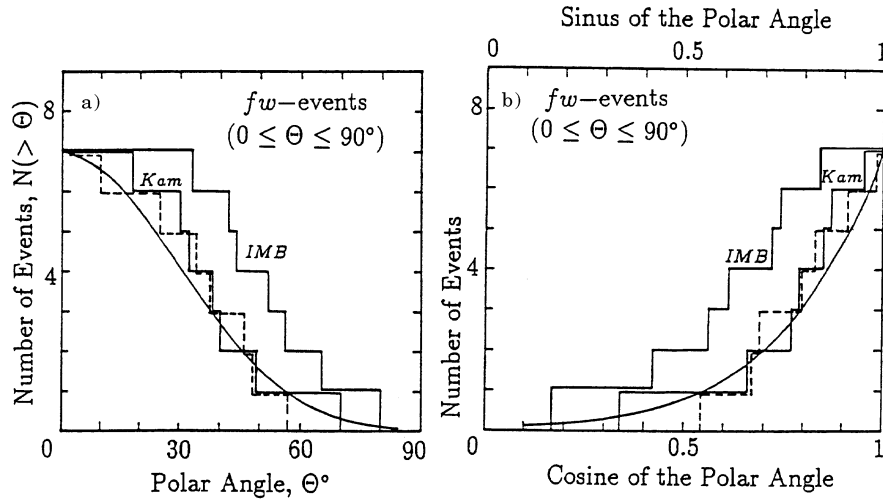 Sinus of the Polar Angle
0 0.5 1
a)
fw−events
(0 ≤ Θ ≤ 90°)
Kam
IMB
Number of Events, N(> Θ)
8
4
0 30 60 90
Polar Angle, Θ°
b)
fw−events
(0 ≤ Θ ≤ 90°)
Kam
IMB
Number of Events
8
4
0 0.5 1
Cosine of the Polar Angle